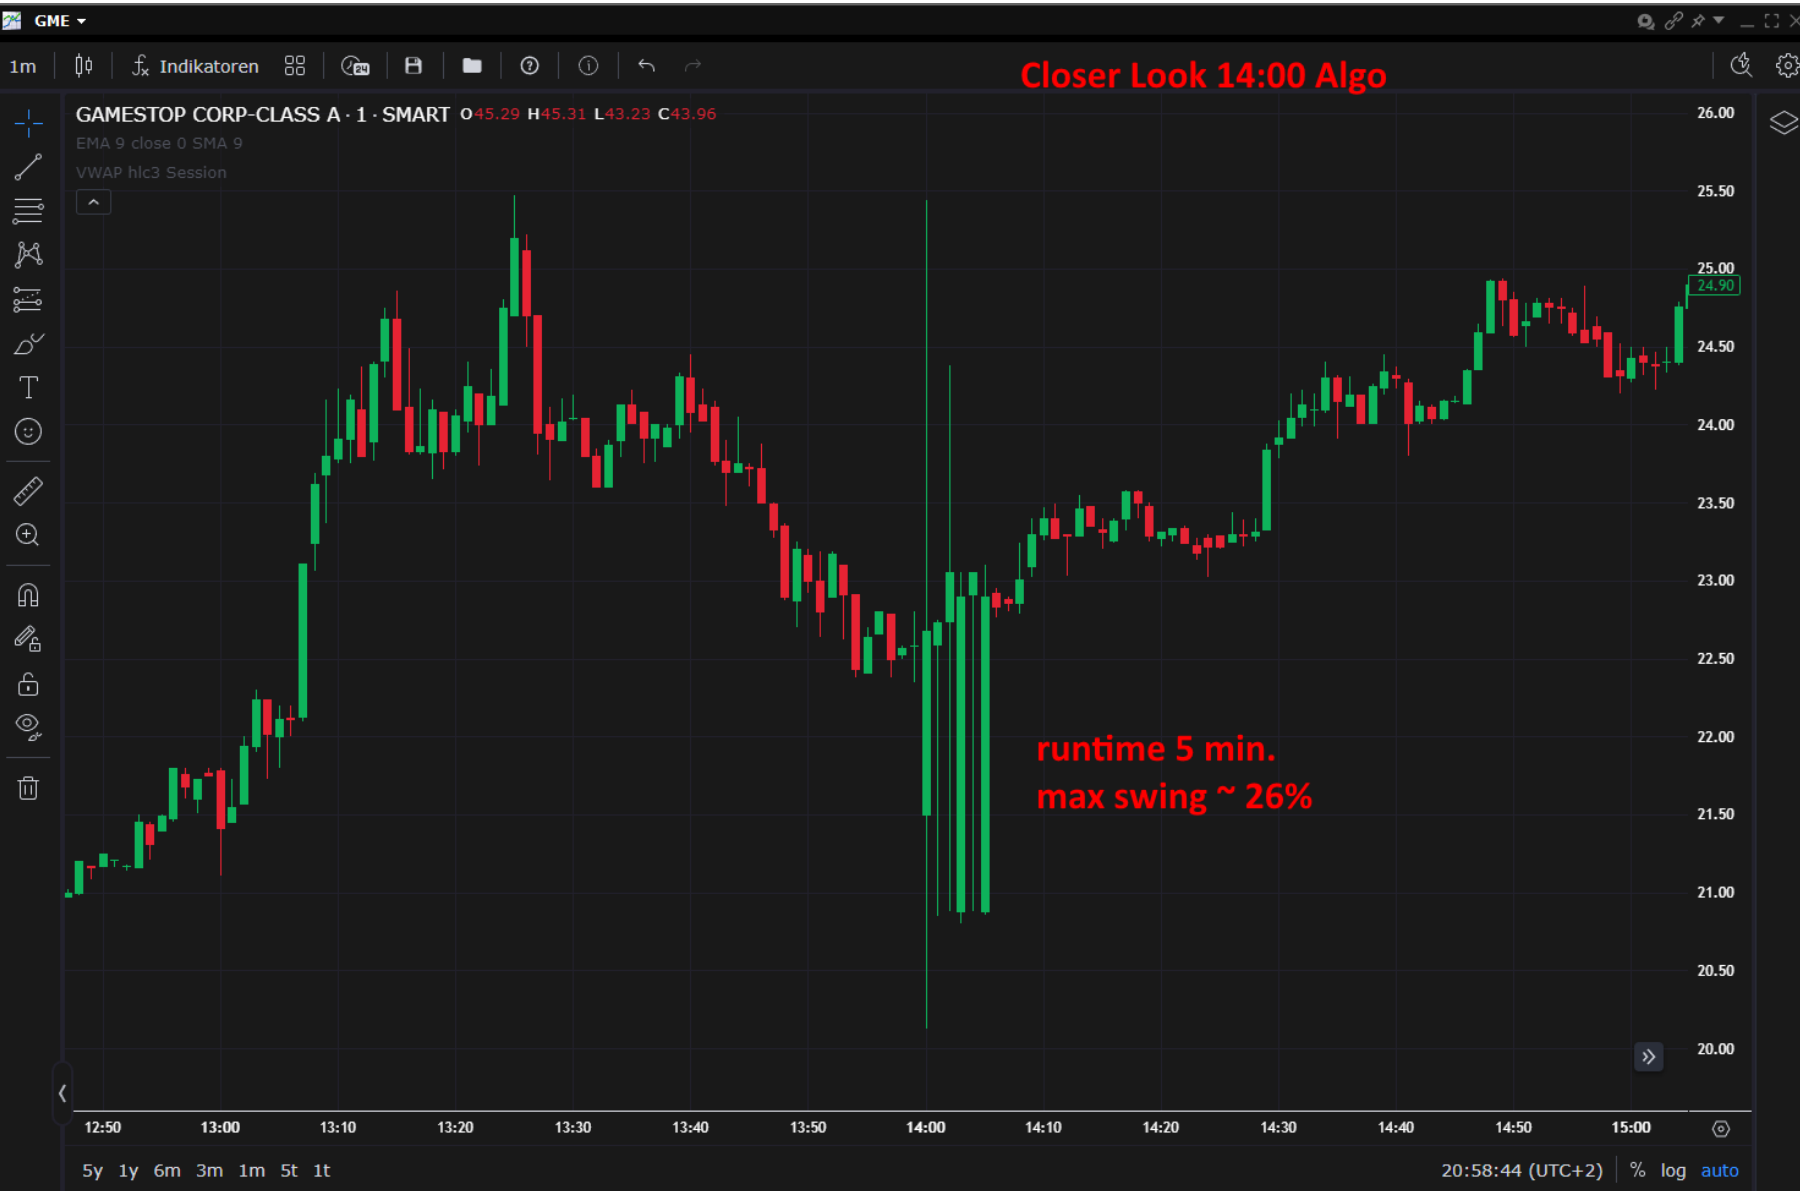 GME
1m
Indikatoren
24
Closer Look 14:00 Algo
GAMESTOP CORP-CLASS A · 1 · SMART O45.29 H45.31 L43.23 C43.96
EMA 9 close 0 SMA 9
VWAP hlc3 Session
26.00
25.50
25.00
24.90
24.50
24.00
23.50
23.00
22.50
22.00
21.50
21.00
20.50
20.00
runtime 5 min.
max swing ~ 26%
12:50 13:00 13:10 13:20 13:30 13:40 13:50 14:00 14:10 14:20 14:30 14:40 14:50 15:00
5y 1y 6m 3m 1m 5t 1t
20:58:44 (UTC+2) % log auto